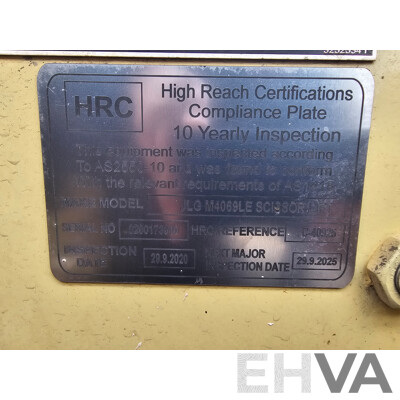 HRC
High Reach Certifications
Compliance Plate
10 Yearly Inspection
This equipment was inspected according
To AS2550-10 and was found to conform
with the relevant requirements of
MODEL JLG M4069LE SCISSOR
SERIAL NO HRC REFERENCE
INSPECTION DATE 29.9.2020 NEXT MAJOR INSPECTION DATE 29.9.2025
EHVA